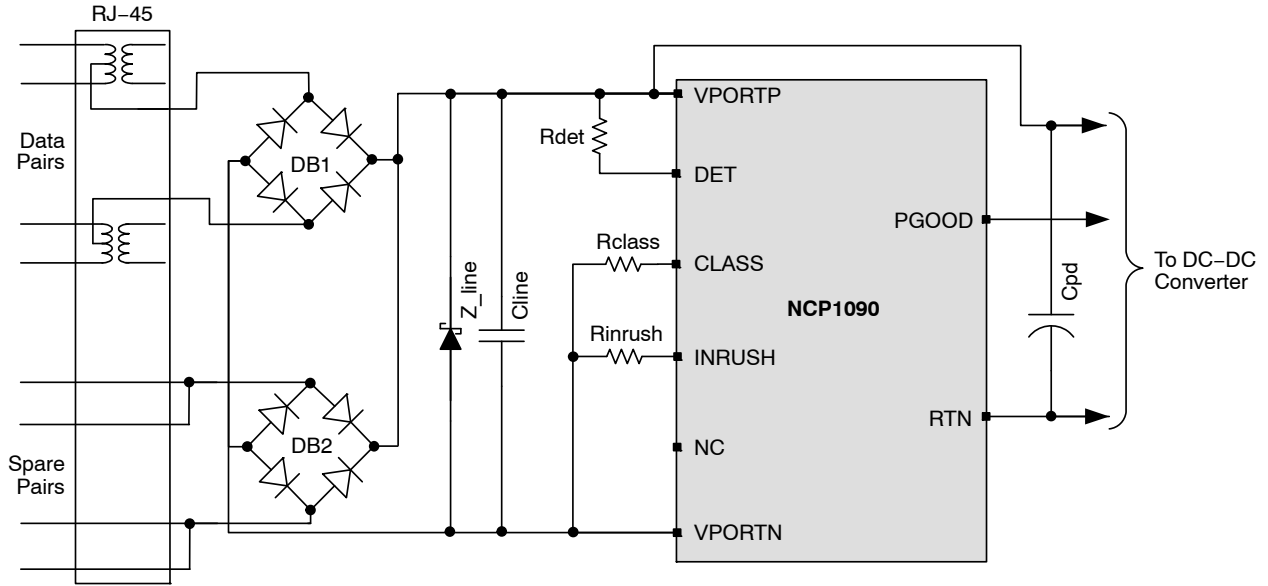 RJ−45
Data
Pairs
DB1
Spare
Pairs
DB2
Z_line
Cline
Rdet
Rclass
Rinrush
VPORTP
DET
CLASS
INRUSH
NC
VPORTN
NCP1090
PGOOD
RTN
Cpd
To DC−DC
Converter